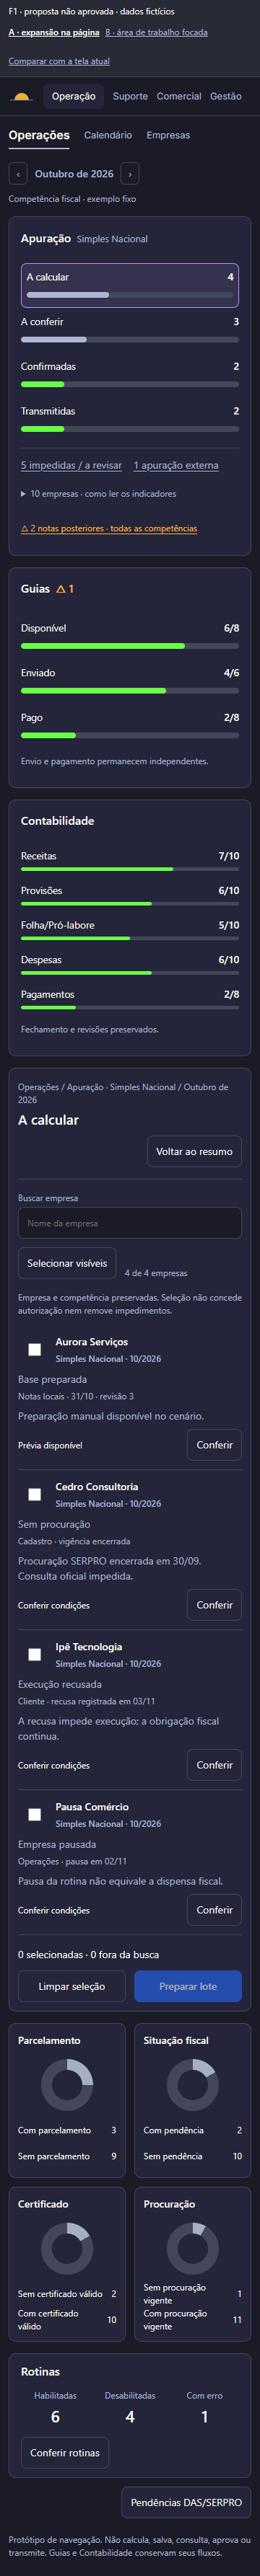 F1 · proposta não aprovada · dados fictícios
A · expansão na página B · área de trabalho focada
Comparar com a tela atual
Operação Suporte Comercial Gestão
Operações Calendário Empresas
‹ Outubro de 2026 ›
Competência fiscal · exemplo fixo
Apuração Simples Nacional
A calcular 4
A conferir 3
Confirmadas 2
Transmitidas 2
5 impedidas / a revisar 1 apuração externa
▶ 10 empresas · como ler os indicadores
△ 2 notas posteriores · todas as competências
Guias △ 1
Disponível 6/8
Enviado 4/6
Pago 2/8
Envio e pagamento permanecem independentes.
Contabilidade
Receitas 7/10
Provisões 6/10
Folha/Pró-labore 5/10
Despesas 6/10
Pagamentos 2/8
Fechamento e revisões preservados.
Operações / Apuração · Simples Nacional / Outubro de
2026
A calcular
Voltar ao resumo
Buscar empresa
Nome da empresa
Selecionar visíveis 4 de 4 empresas
Empresa e competência preservadas. Seleção não concede
autorização nem remove impedimentos.
Aurora Serviços
Simples Nacional · 10/2026
Base preparada
Notas locais · 31/10 · revisão 3
Preparação manual disponível no cenário.
Prévia disponível Conferir
Cedro Consultoria
Simples Nacional · 10/2026
Sem procuração
Cadastro · vigência encerrada
Procuração SERPRO encerrada em 30/09.
Consulta oficial impedida.
Conferir condições Conferir
Ipê Tecnologia
Simples Nacional · 10/2026
Execução recusada
Cliente · recusa registrada em 03/11
A recusa impede execução; a obrigação fiscal
continua.
Conferir condições Conferir
Pausa Comércio
Simples Nacional · 10/2026
Empresa pausada
Operações · pausa em 02/11
Pausa da rotina não equivale a dispensa fiscal.
Conferir condições Conferir
0 selecionadas · 0 fora da busca
Limpar seleção Preparar lote
Parcelamento
Com parcelamento 3
Sem parcelamento 9
Situação fiscal
Com pendência 2
Sem pendência 10
Certificado
Sem certificado válido 2
Com certificado
válido 10
Procuração
Sem procuração
vigente 1
Com procuração
vigente 11
Rotinas
Habilitadas Desabilitadas Com erro
6 4 1
Conferir rotinas
Pendências DAS/SERPRO
Protótipo de navegação. Não calcula, salva, consulta, aprova ou
transmite. Guias e Contabilidade conservam seus fluxos.